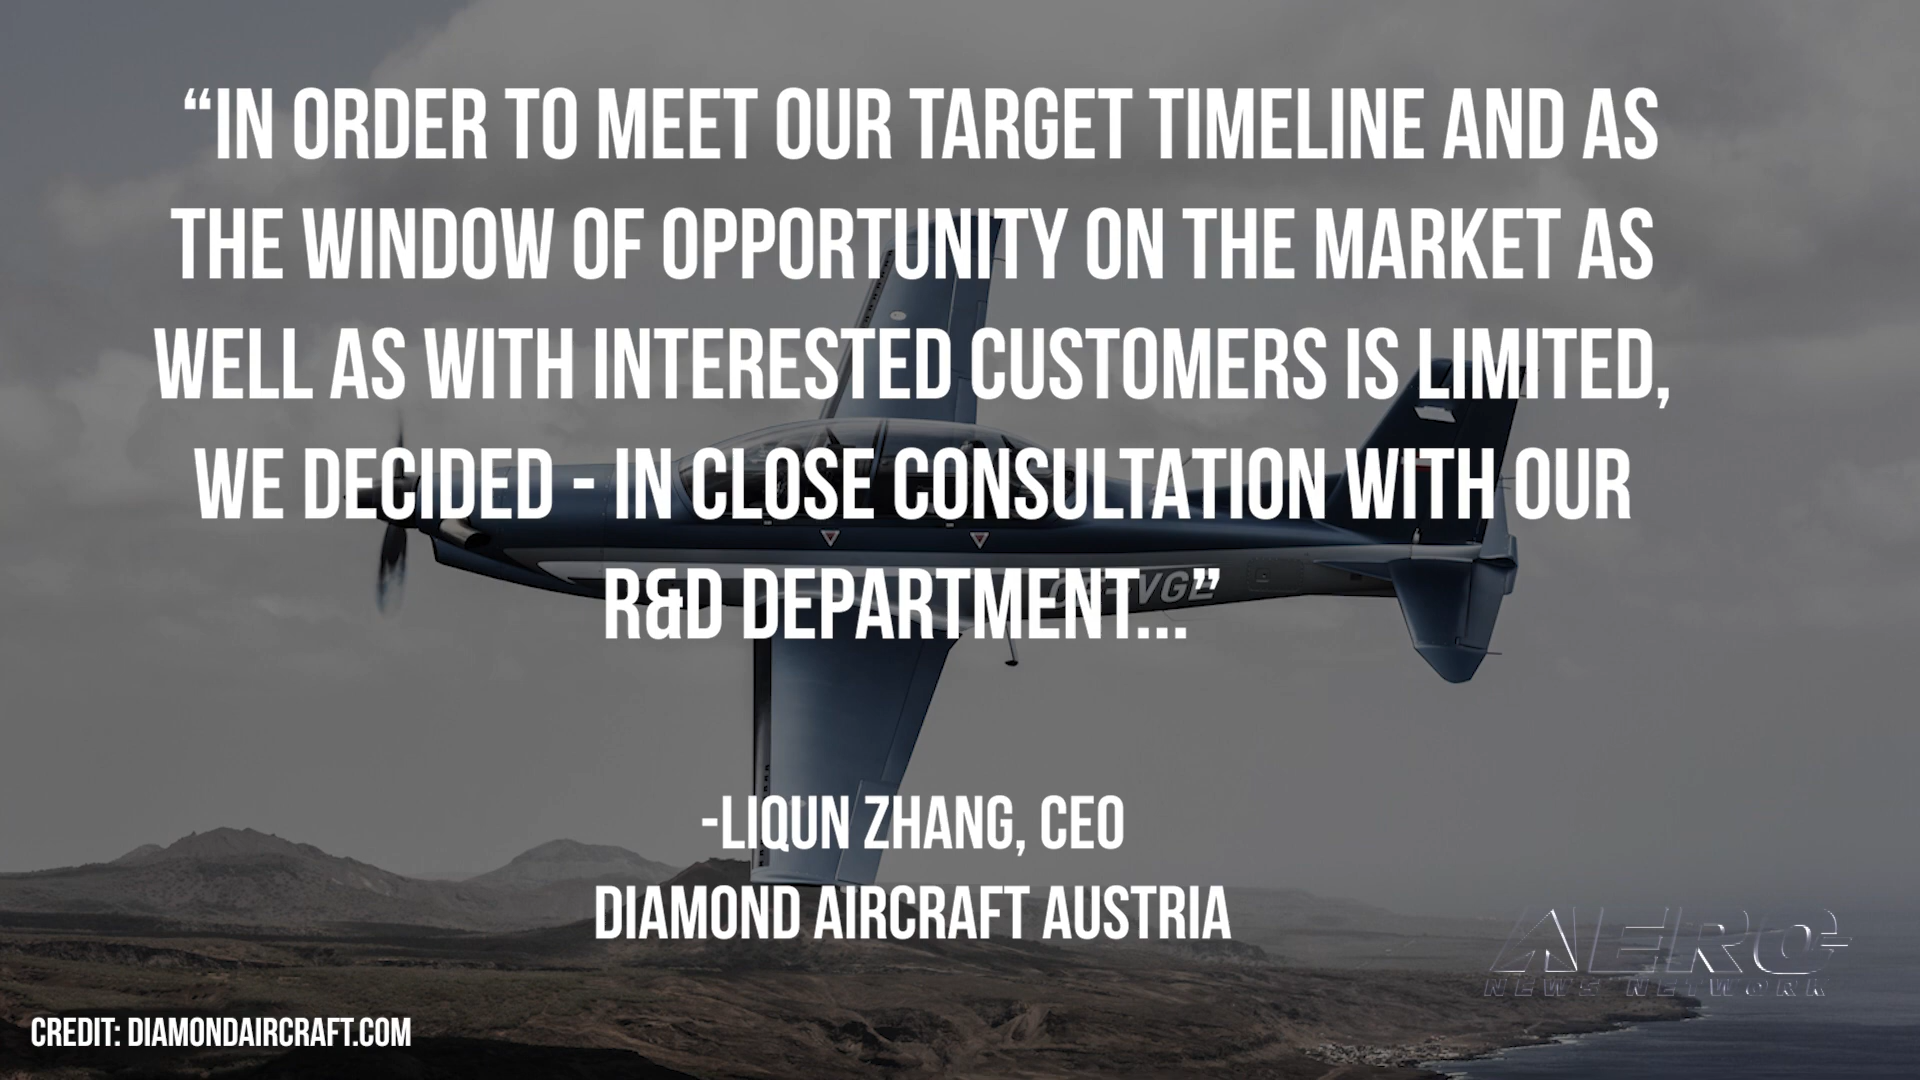 “IN ORDER TO MEET OUR TARGET TIMELINE AND AS
THE WINDOW OF OPPORTUNITY ON THE MARKET AS
WELL AS WITH INTERESTED CUSTOMERS IS LIMITED,
WE DECIDED - IN CLOSE CONSULTATION WITH OUR
R&D DEPARTMENT...”
-LIQUN ZHANG, CEO
DIAMOND AIRCRAFT AUSTRIA
AERO-
NEWS NETWORK
CREDIT: DIAMONDAIRCRAFT.COM